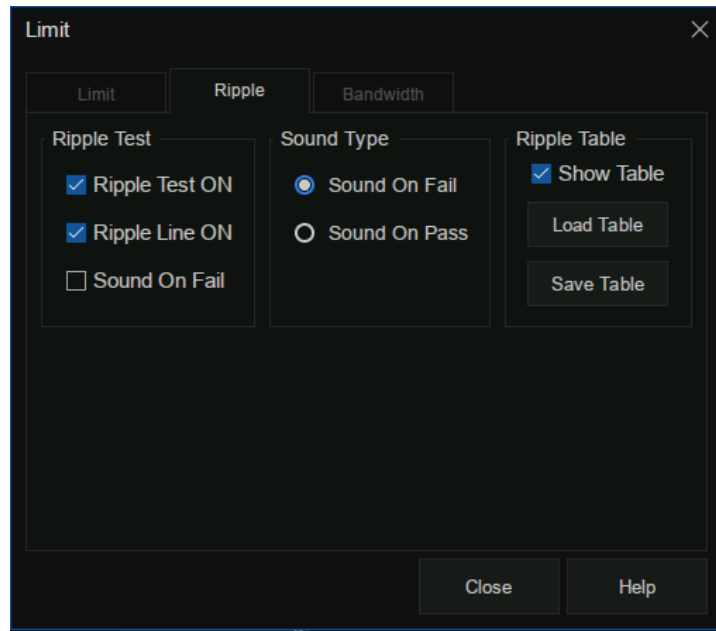 Limit
Limit
Ripple
Bandwidth
Ripple Test
Ripple Test ON
Ripple Line ON
Sound On Fail
Sound Type
Sound On Fail
Sound On Pass
Ripple Table
Show Table
Load Table
Save Table
Close
Help